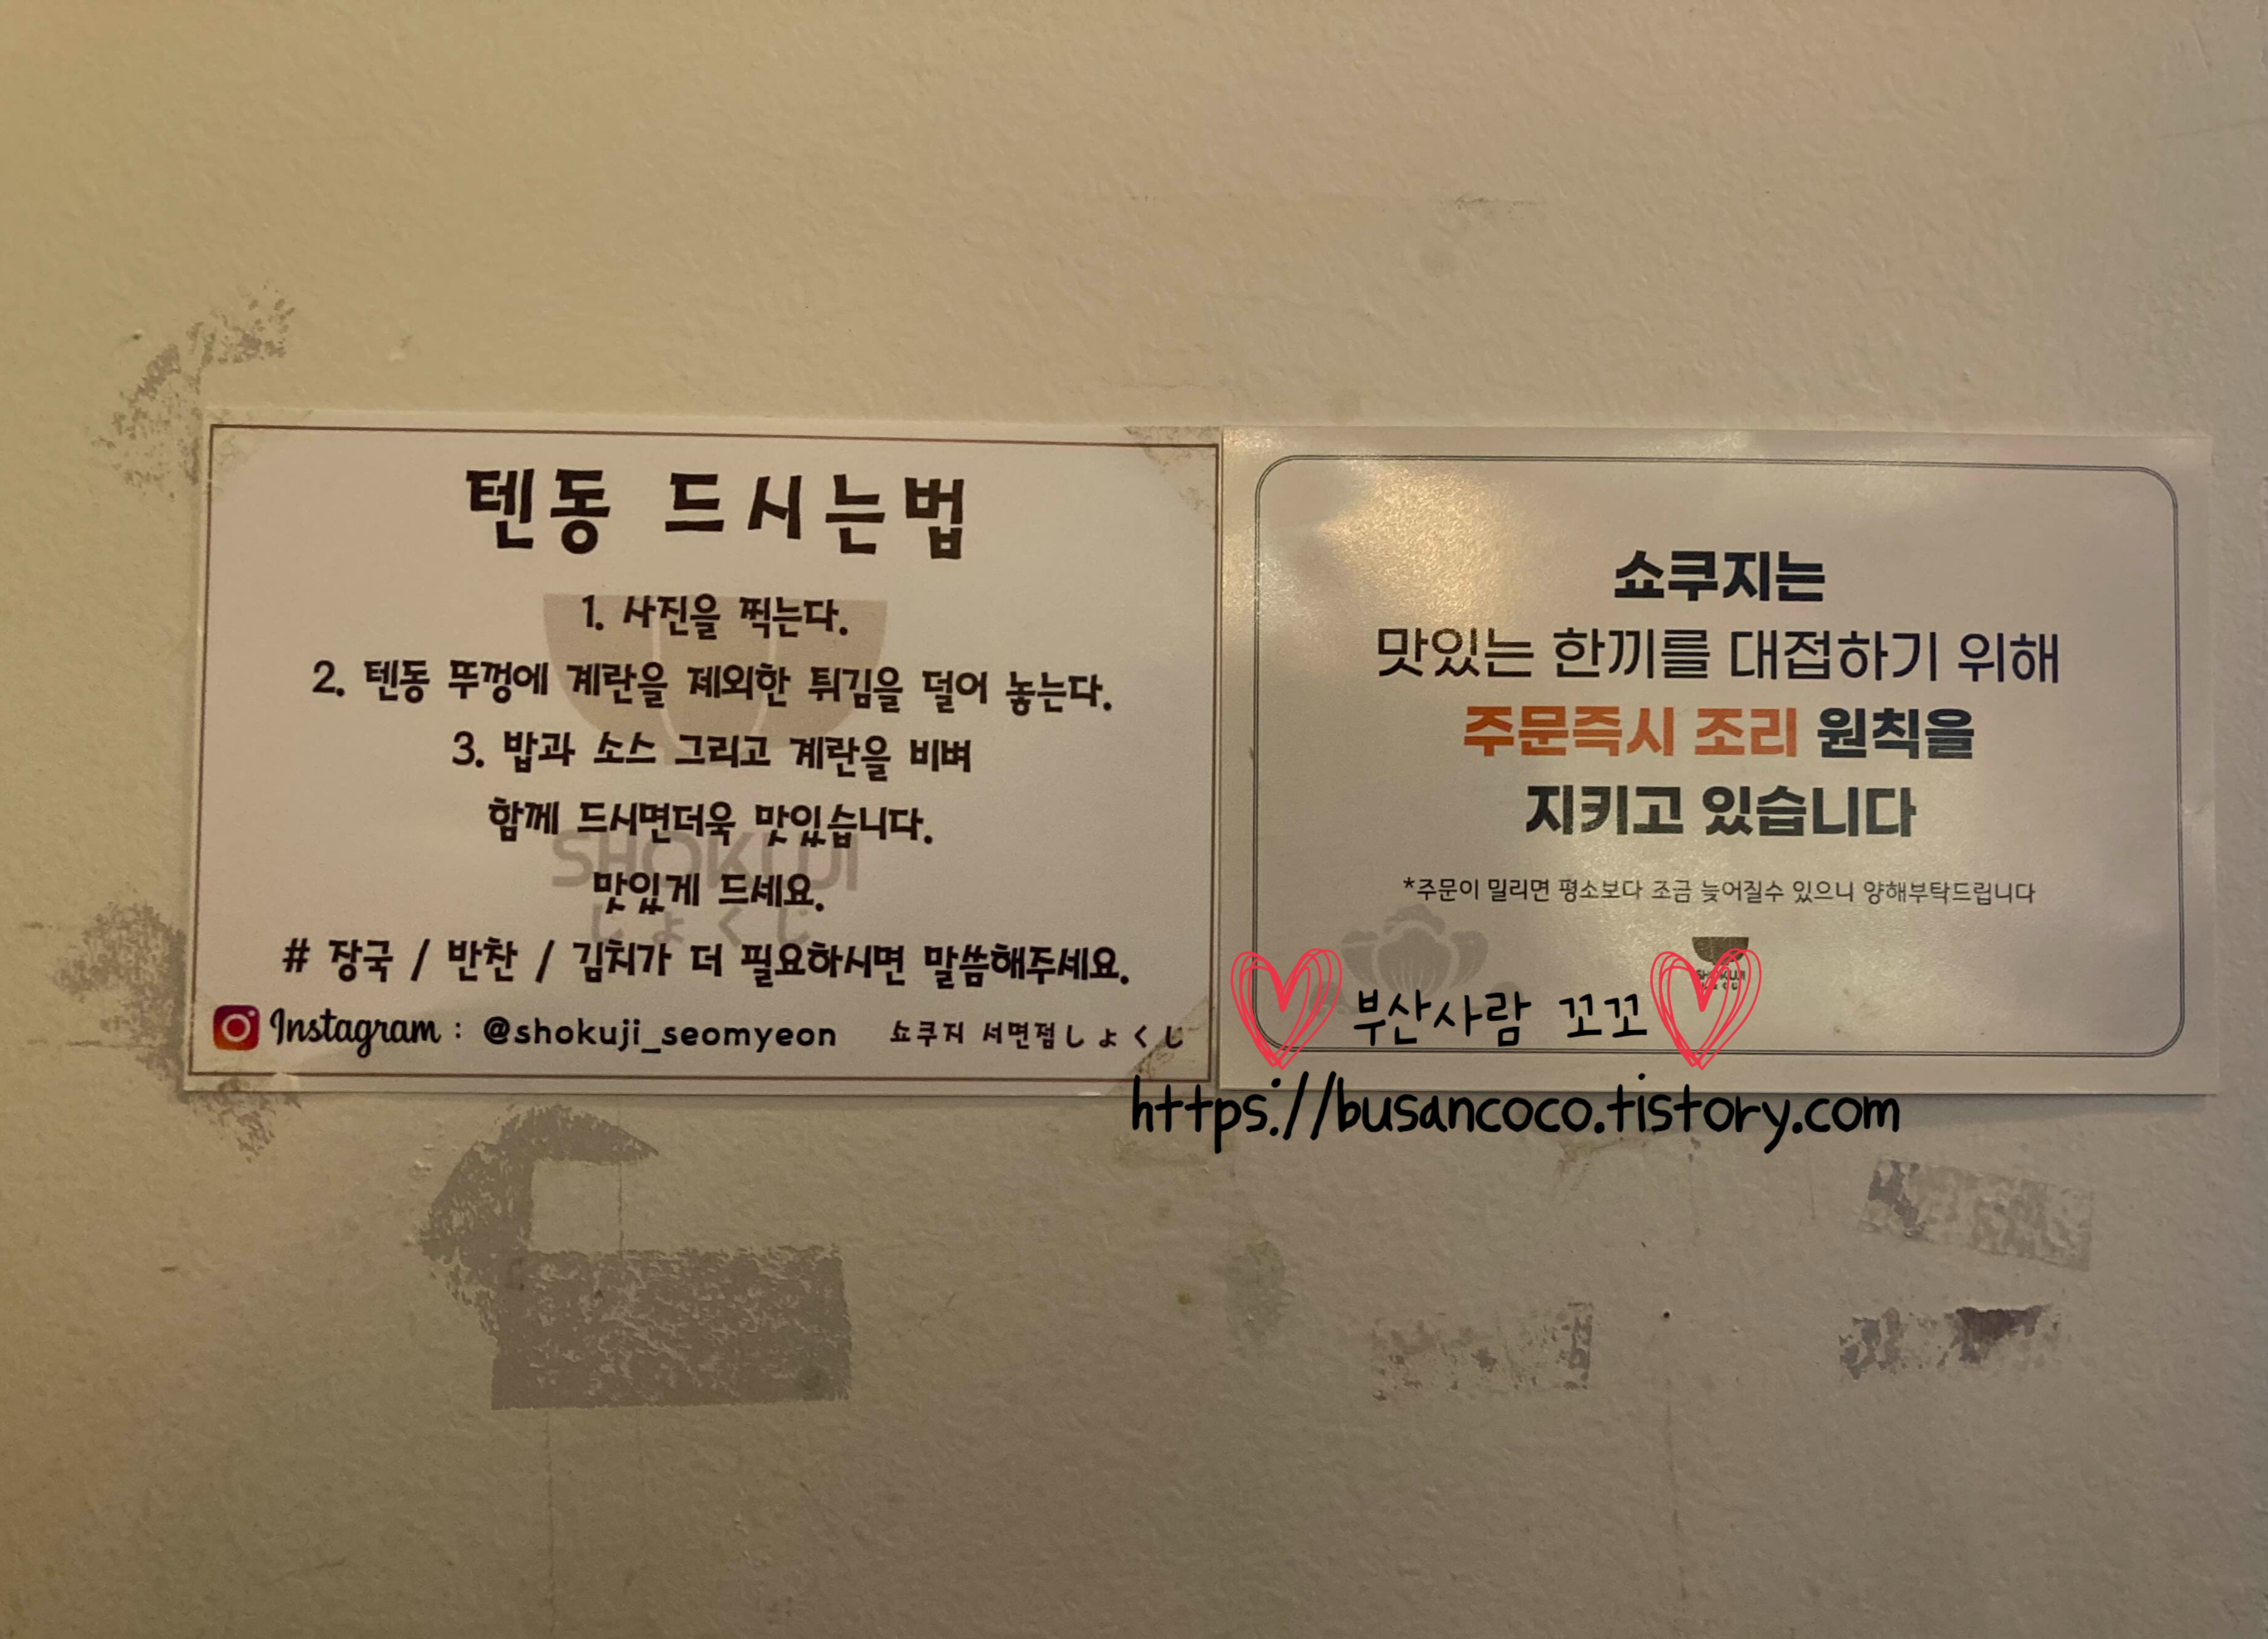 텐동 드시는법
1. 사진을 찍는다.
2. 텐동 뚜껑에 계란을 제외한 튀김을 덜어 놓는다.
3. 밥과 소스 그리고 계란을 비벼
함께 드시면더욱 맛있습니다.
맛있게 드세요.
# 장국 / 반찬 / 김치가 더 필요하시면 말씀해주세요.
Instagram : @shokuji_seomyeon 쇼쿠지 서면점しょくじ
SHOKUJI
しょくじ
쇼쿠지는
맛있는 한끼를 대접하기 위해
주문즉시 조리 원칙을
지키고 있습니다
*주문이 밀리면 평소보다 조금 늦어질수 있으니 양해부탁드립니다
SHOKUJI
부산사람 꼬꼬
https://busancoco.tistory.com